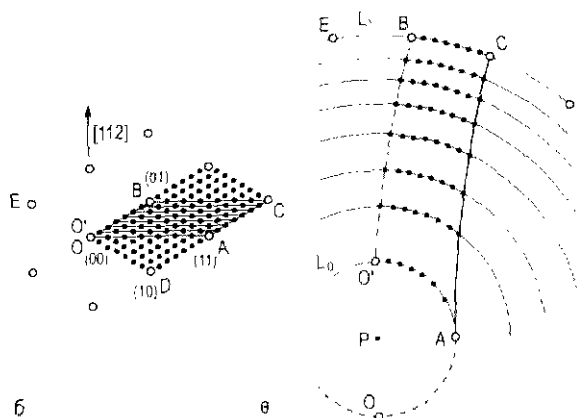 E L B C
[112]
B (01)
E
O'
O
(00)
A
(11)
C
(10) D
L₀
O'
P A
O
б в